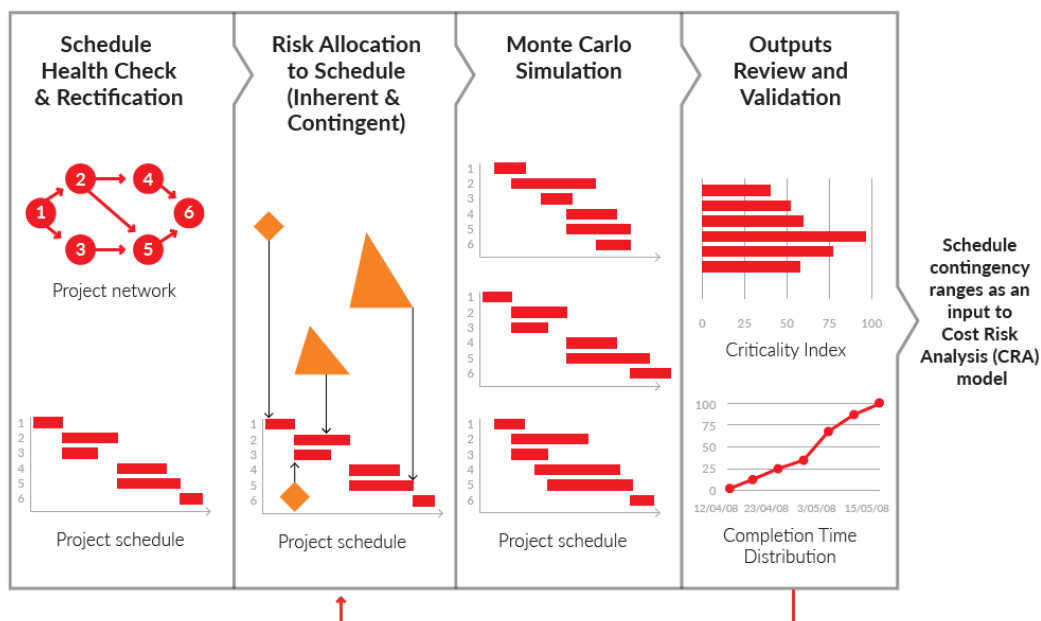 Schedule
Health Check
& Rectification
1
2
3
4
5
6
Project network
1
2
3
4
5
6
Project schedule
Risk Allocation
to Schedule
(Inherent &
Contingent)
1
2
3
4
5
6
Project schedule
Monte Carlo
Simulation
1
2
3
4
5
6
1
2
3
4
5
6
1
2
3
4
5
6
Project schedule
Outputs
Review and
Validation
0 25 50 75 100
Criticality Index
100
75
50
25
0
12/04/08 23/04/08 3/05/08 15/05/08
Completion Time
Distribution
Schedule
contingency
ranges as an
input to
Cost Risk
Analysis (CRA)
model